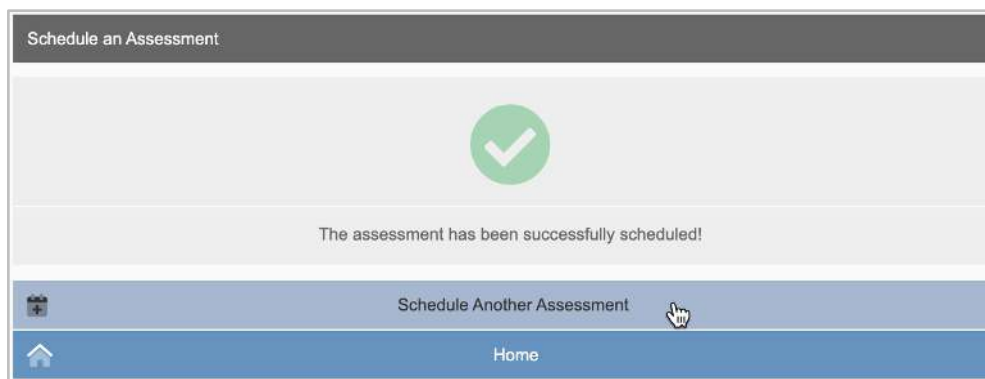 Schedule an Assessment
The assessment has been successfully scheduled!
Schedule Another Assessment
Home